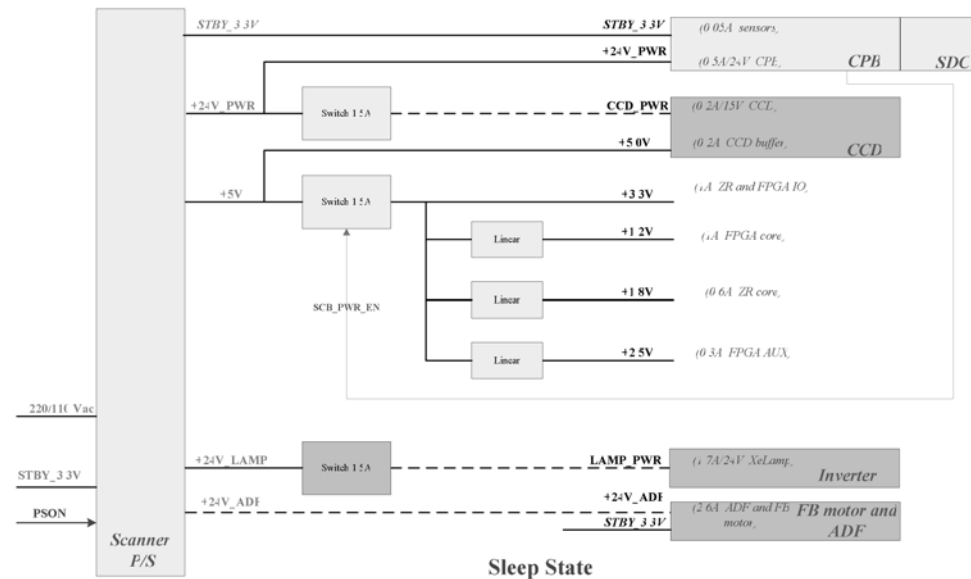 STBY_3 3V
STBY_3 3V
(0 05A sensors)
+24V_PWR
(0 5A/24V CPB)
CPB
SDC
+24V_PWR
Switch 1 5A
CCD_PWR
(0 2A/15V CCD)
+5 0V
(0 2A CCD buffer)
CCD
+5V
Switch 1 5A
+3 3V
(1A ZR and FPGA IO)
Linear
+1 2V
(1A FPGA core)
SCB_PWR_EN
Linear
+1 8V
(0 6A ZR core)
Linear
+2 5V
(0 3A FPGA AUX)
220/110 Vac
+24V_LAMP
Switch 1 5A
LAMP_PWR
(1 7A/24V XeLamp)
Inverter
STBY_3 3V
+24V_ADF
+24V_ADF
(2 6A ADF and FB
motor)
FB motor and
ADF
PSON
STBY_3 3V
Scanner
P/S
Sleep State